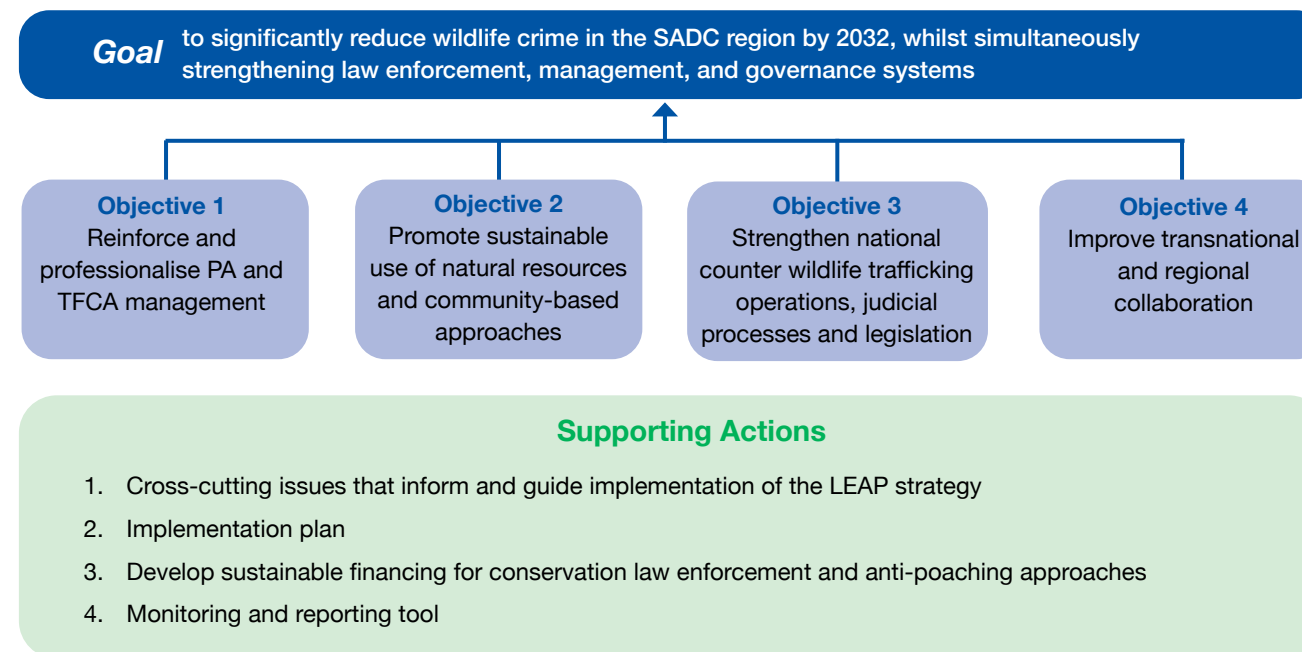 Goal to significantly reduce wildlife crime in the SADC region by 2032, whilst simultaneously
strengthening law enforcement, management, and governance systems
Objective 1
Reinforce and
professionalise PA and
TFCA management
Objective 2
Promote sustainable
use of natural resources
and community-based
approaches
Objective 3
Strengthen national
counter wildlife trafficking
operations, judicial
processes and legislation
Objective 4
Improve transnational
and regional
collaboration
Supporting Actions
1. Cross-cutting issues that inform and guide implementation of the LEAP strategy
2. Implementation plan
3. Develop sustainable financing for conservation law enforcement and anti-poaching approaches
4. Monitoring and reporting tool